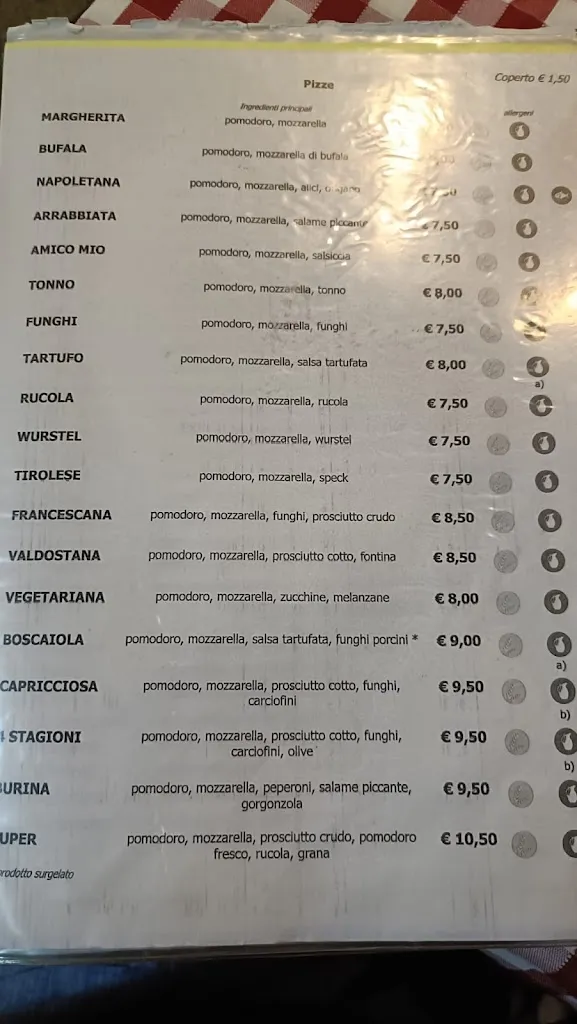 Coperto € 1,50
Pizze
Ingredienti principali
allergeni
MARGHERITA pomodoro, mozzarella
BUFALA pomodoro, mozzarella di bufala
NAPOLETANA pomodoro, mozzarella, alici,
ARRABBIATA pomodoro, mozzarella, salame piccante € 7,50
AMICO MIO pomodoro, mozzarella, salsiccia € 7,50
TONNO pomodoro, mozzarella, tonno € 8,00
FUNGHI pomodoro, mozzarella, funghi € 7,50
TARTUFO pomodoro, mozzarella, salsa tartufata € 8,00
a)
RUCOLA pomodoro, mozzarella, rucola € 7,50
WURSTEL pomodoro, mozzarella, wurstel € 7,50
TIROLESE pomodoro, mozzarella, speck € 7,50
FRANCESCANA pomodoro, mozzarella, funghi, prosciutto crudo € 8,50
VALDOSTANA pomodoro, mozzarella, prosciutto cotto, fontina € 8,50
VEGETARIANA pomodoro, mozzarella, zucchine, melanzane € 8,00
BOSCAIOLA pomodoro, mozzarella, salsa tartufata, funghi porcini * € 9,00
a)
CAPRICCIOSA pomodoro, mozzarella, prosciutto cotto, funghi, € 9,50
carciofini
b)
STAGIONI pomodoro, mozzarella, prosciutto cotto, funghi, € 9,50
carciofini, olive
b)
URINA pomodoro, mozzarella, peperoni, salame piccante, € 9,50
gorgonzola
UPER pomodoro, mozzarella, prosciutto crudo, pomodoro € 10,50
fresco, rucola, grana
rodotto surgelato